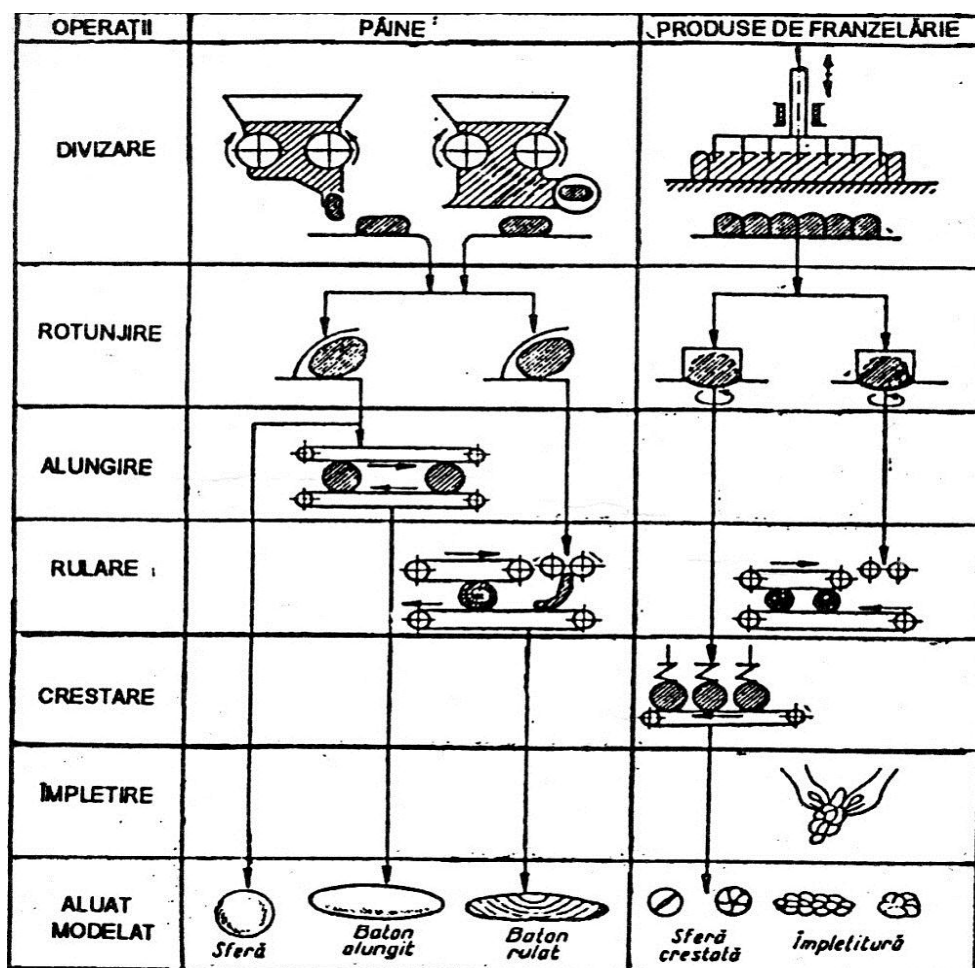 OPERAȚII
PÂINE
PRODUSE DE FRANZELĂRIE
DIVIZARE
ROTUNJIRE
ALUNGIRE
RULARE
CRESTARE
ÎMPLETIRE
ALUAT
MODELAT
Sferă
Baton
alungit
Baton
rulat
Sferă
crestată
Împletitură